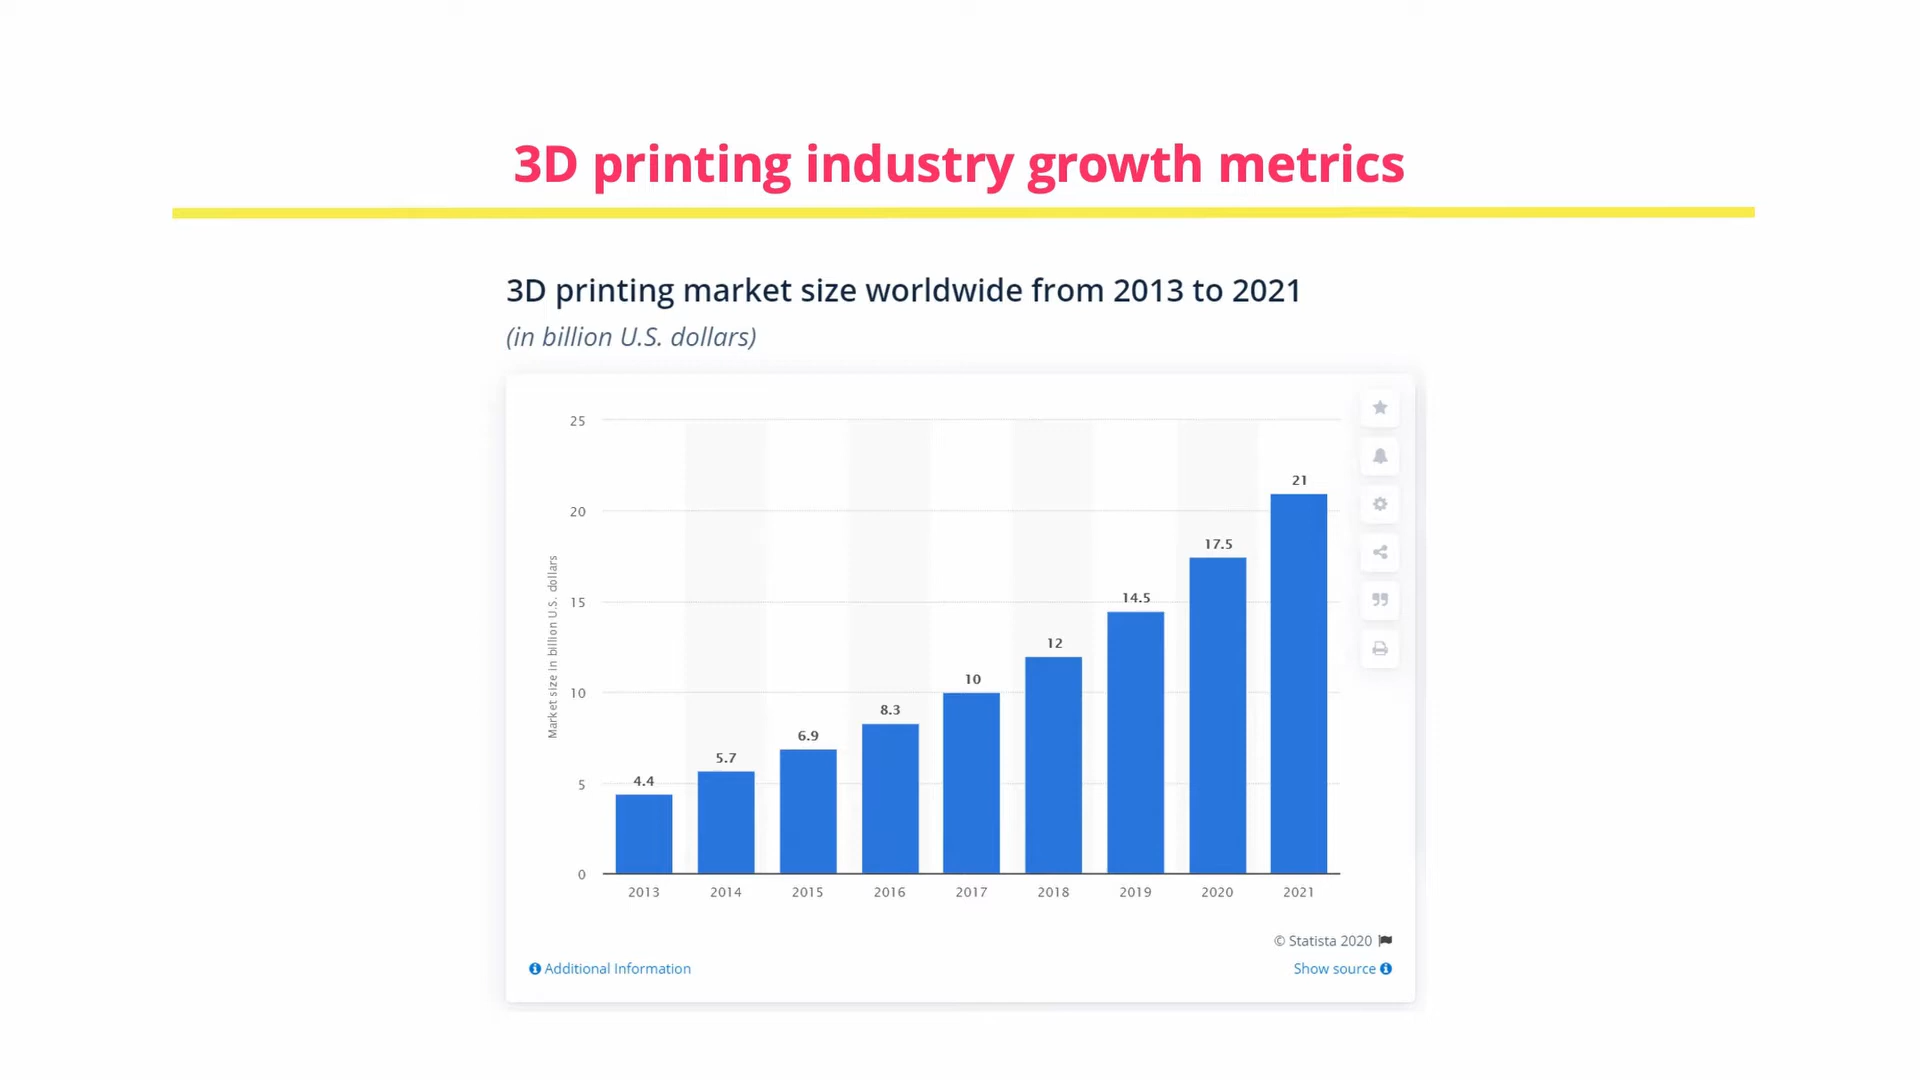 3D printing industry growth metrics
3D printing market size worldwide from 2013 to 2021
(in billion U.S. dollars)
Market size in billion U.S. dollars
25
20
15
10
5
0
4.4
5.7
6.9
8.3
10
12
14.5
17.5
21
2013 2014 2015 2016 2017 2018 2019 2020 2021
© Statista 2020
Additional Information
Show source